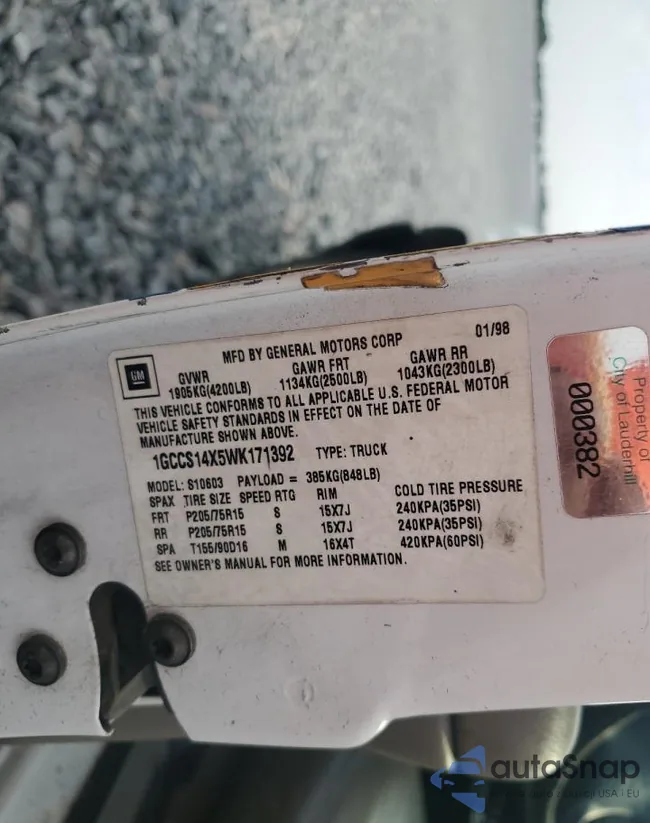 MFD BY GENERAL MOTORS CORP 01/98
GM
GVWR GAWR FRT GAWR RR
1905KG(4200LB) 1134KG(2500LB) 1043KG(2300LB)
THIS VEHICLE CONFORMS TO ALL APPLICABLE U.S. FEDERAL MOTOR
VEHICLE SAFETY STANDARDS IN EFFECT ON THE DATE OF
MANUFACTURE SHOWN ABOVE.
1GCCS14X5WK171392 TYPE: TRUCK
MODEL: S10603 PAYLOAD = 385KG(848LB)
SPAX TIRE SIZE SPEED RTG RIM COLD TIRE PRESSURE
FRT P205/75R15 S 15X7J 240KPA(35PSI)
RR P205/75R15 S 15X7J 240KPA(35PSI)
SPA T155/90D16 M 16X4T 420KPA(60PSI)
SEE OWNER'S MANUAL FOR MORE INFORMATION.
Property of
City of Lauderhill
000382
autaSnap
USA | EU